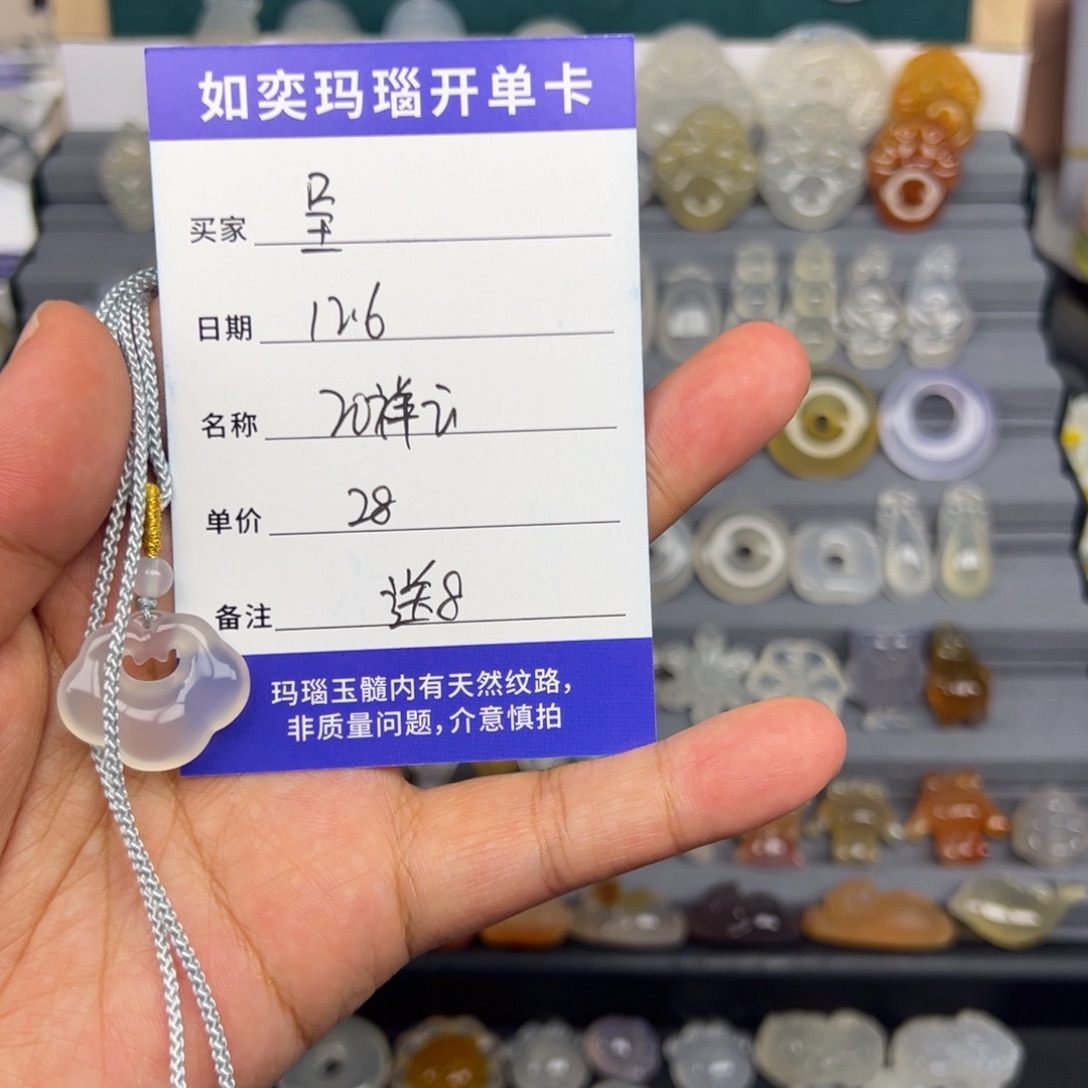 如奕玛瑙开单卡
买家
日期 12.6
名称 20祥云
单价 28
备注 送8
玛瑙玉髓内有天然纹路，
非质量问题，介意慎拍